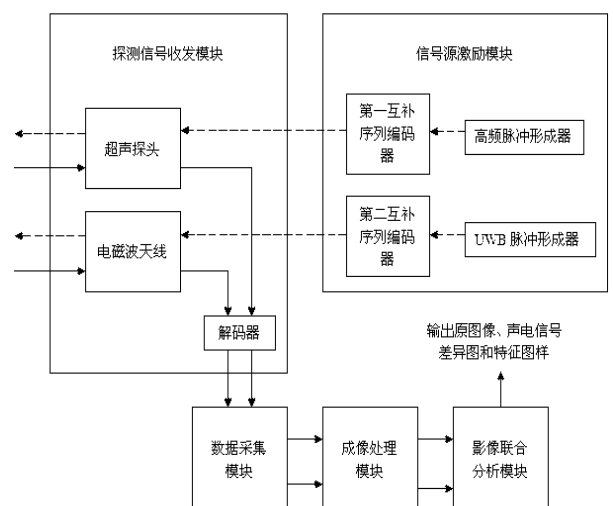 探测信号收发模块
信号源激励模块
超声探头
第一互补
序列编码
器
高频脉冲形成器
电磁波天线
第二互补
序列编码
器
UWB 脉冲形成器
解码器
输出原图像、声电信号
差异图和特征图样
数据采集
模块
成像处理
模块
影像联合
分析模块